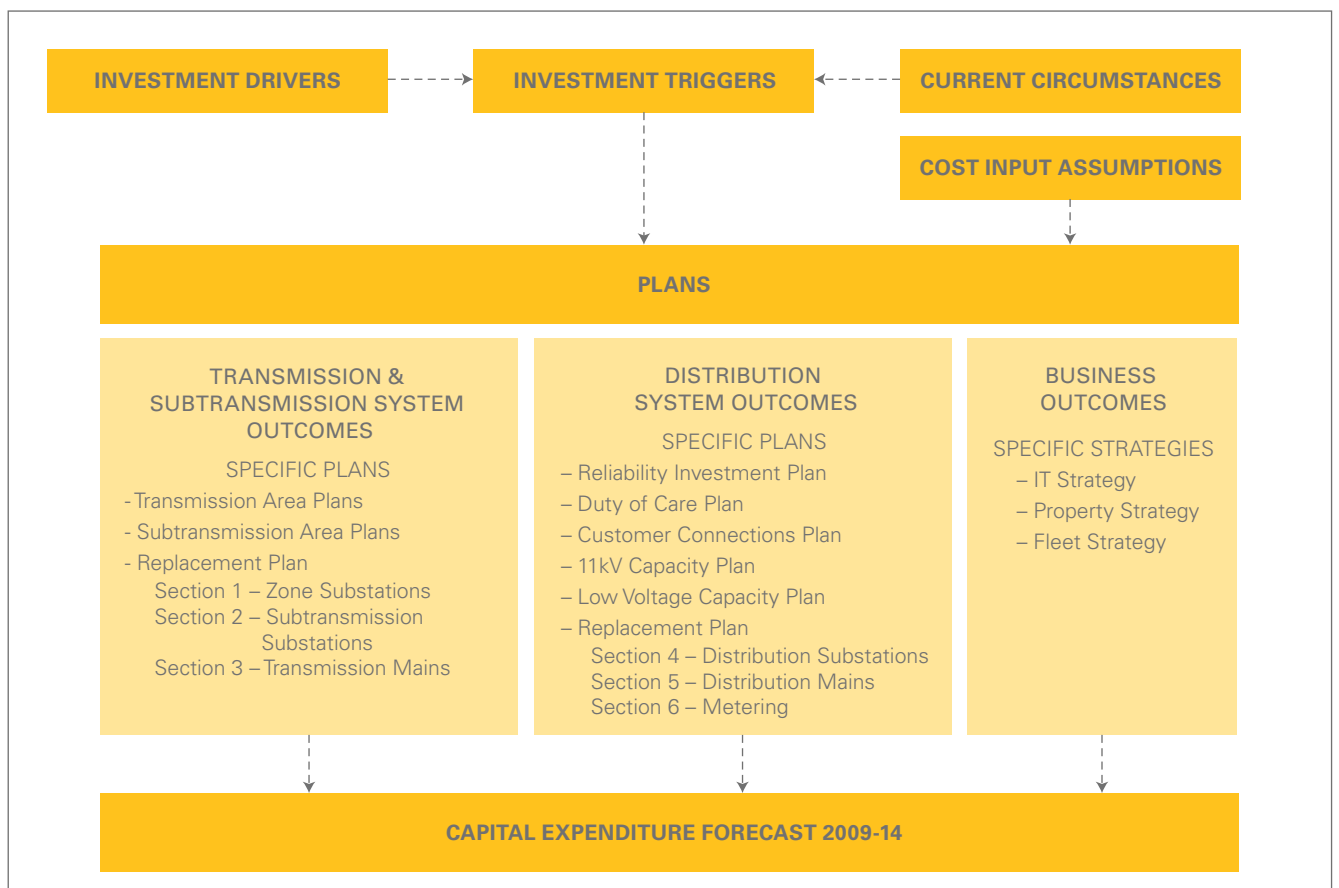 INVESTMENT DRIVERS
INVESTMENT TRIGGERS
CURRENT CIRCUMSTANCES
COST INPUT ASSUMPTIONS
PLANS
TRANSMISSION &
SUBTRANSMISSION SYSTEM
OUTCOMES
SPECIFIC PLANS
- Transmission Area Plans
- Subtransmission Area Plans
- Replacement Plan
Section 1 – Zone Substations
Section 2 – Subtransmission
Substations
Section 3 – Transmission Mains
DISTRIBUTION
SYSTEM OUTCOMES
SPECIFIC PLANS
– Reliability Investment Plan
– Duty of Care Plan
– Customer Connections Plan
– 11kV Capacity Plan
– Low Voltage Capacity Plan
– Replacement Plan
Section 4 – Distribution Substations
Section 5 – Distribution Mains
Section 6 – Metering
BUSINESS
OUTCOMES
SPECIFIC STRATEGIES
– IT Strategy
– Property Strategy
– Fleet Strategy
CAPITAL EXPENDITURE FORECAST 2009-14